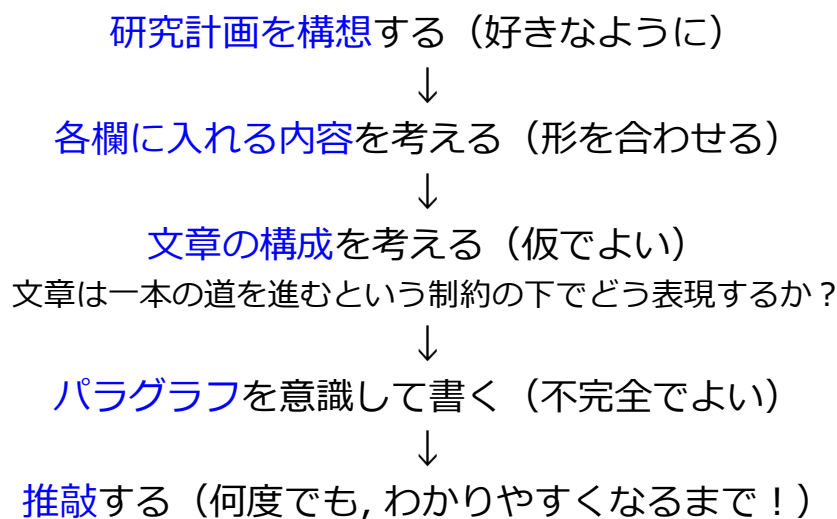 研究計画を構想する（好きなように）
↓
各欄に入れる内容を考える（形を合わせる）
↓
文章の構成を考える（仮でよい）
文章は一本の道を進むという制約の下でどう表現するか？
↓
パラグラフを意識して書く（不完全でよい）
↓
推敲する（何度でも, わかりやすくなるまで！）